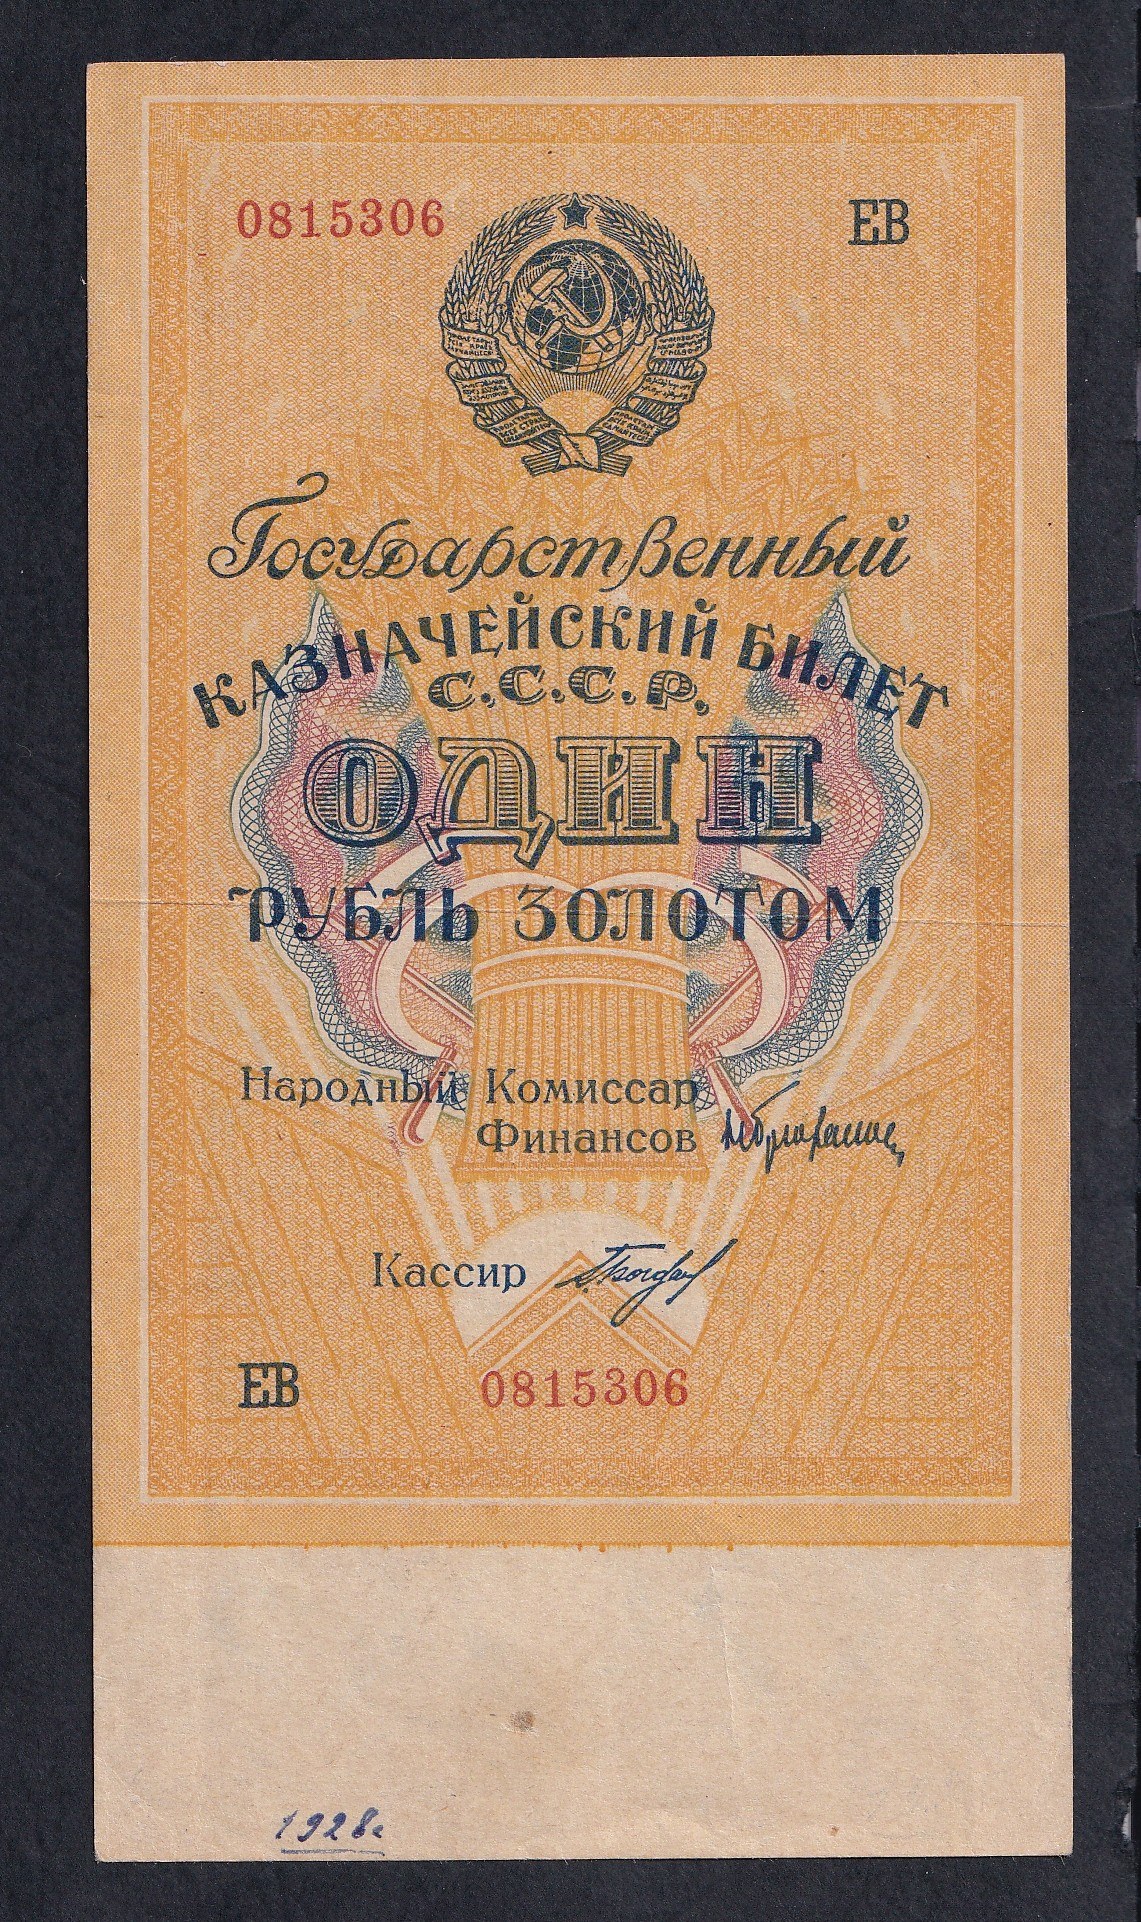 0815306 ЕВ
Государственный
КАЗНАЧЕЙСКИЙ БИЛЕТ
С.С.С.Р.
ОДИН
РУБЛЬ ЗОЛОТОМ
Народный Комиссар
Финансов
Кассир
ЕВ 0815306
1928г